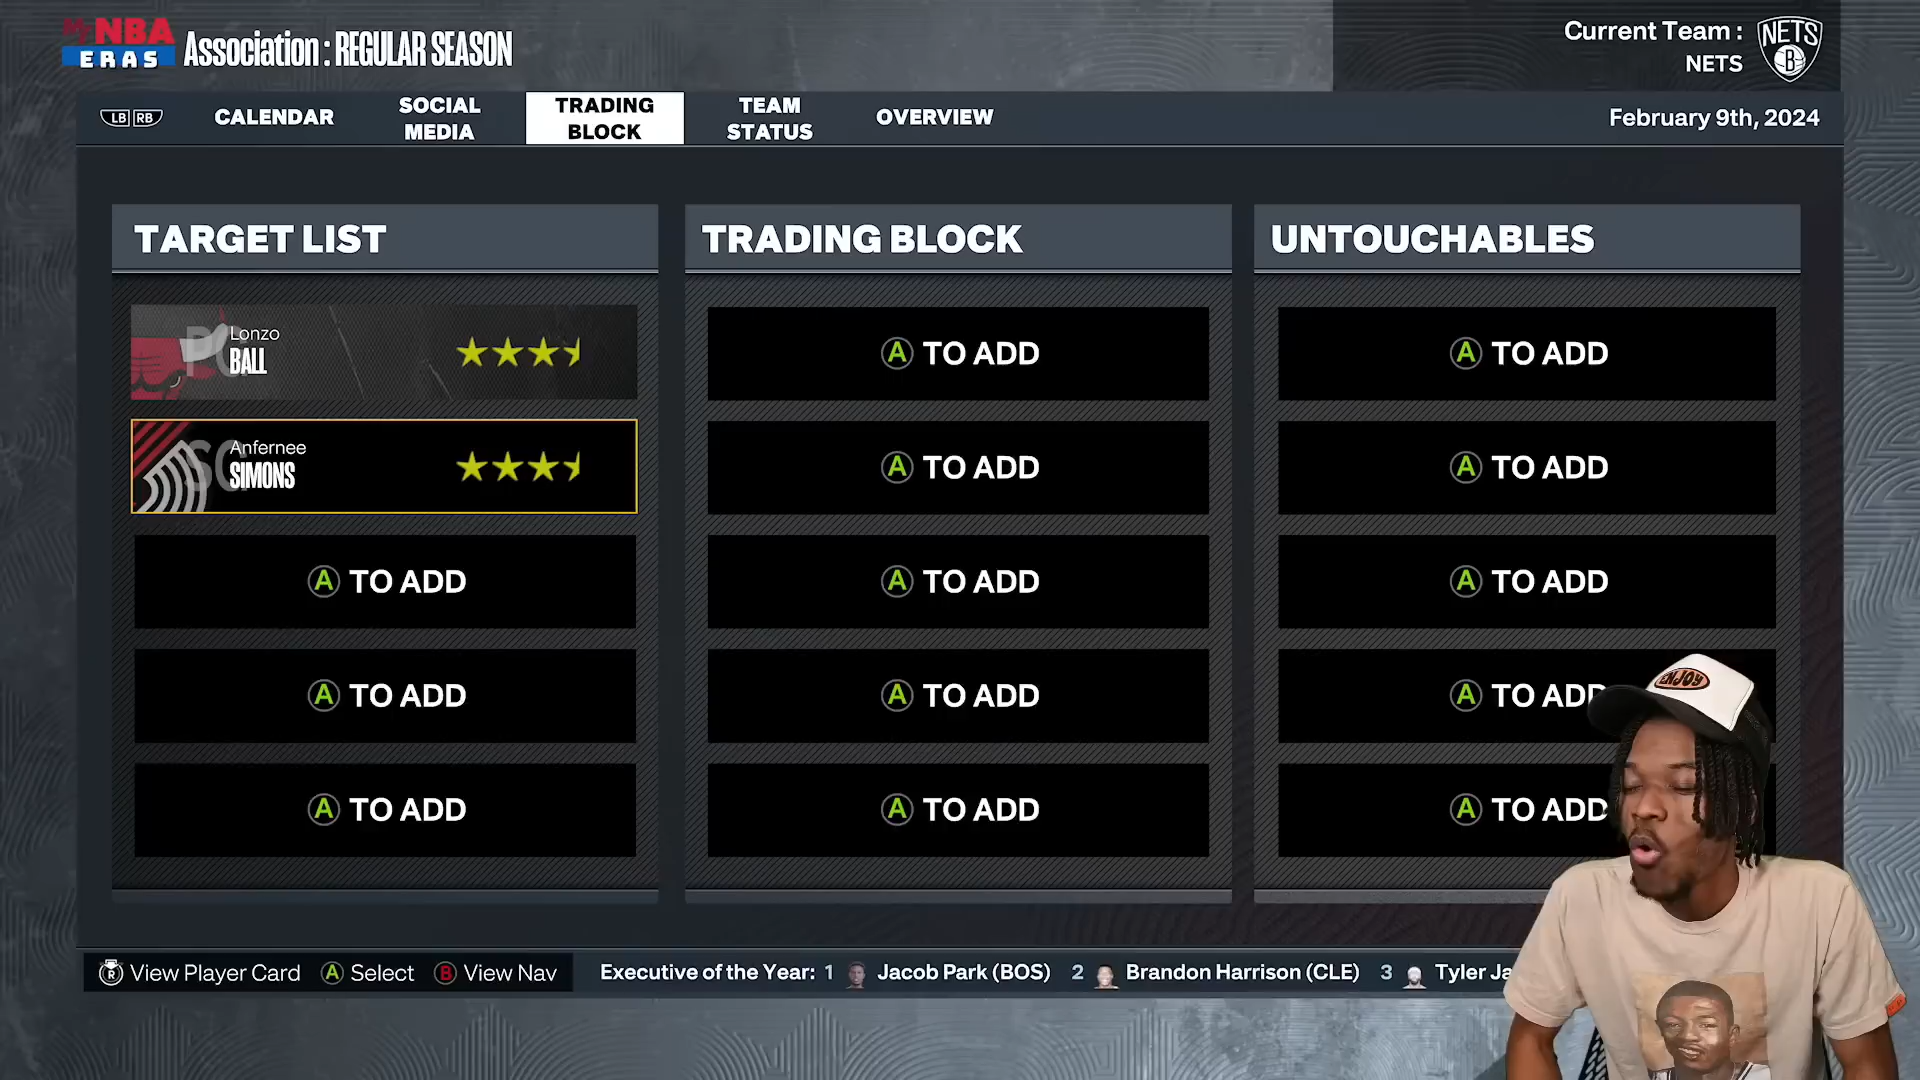 My NBA
ERAS
Association : REGULAR SEASON
Current Team :
NETS
NETS
B
LB RB
CALENDAR
SOCIAL
MEDIA
TRADING
BLOCK
TEAM
STATUS
OVERVIEW
February 9th, 2024
TARGET LIST
PG
Lonzo
BALL
SG
Anfernee
SIMONS
A TO ADD
A TO ADD
A TO ADD
TRADING BLOCK
A TO ADD
A TO ADD
A TO ADD
A TO ADD
A TO ADD
UNTOUCHABLES
A TO ADD
A TO ADD
A TO ADD
A TO ADD
A TO ADD
ENJOY
R View Player Card A Select B View Nav
Executive of the Year: 1 Jacob Park (BOS) 2 Brandon Harrison (CLE) 3 Tyler Ja